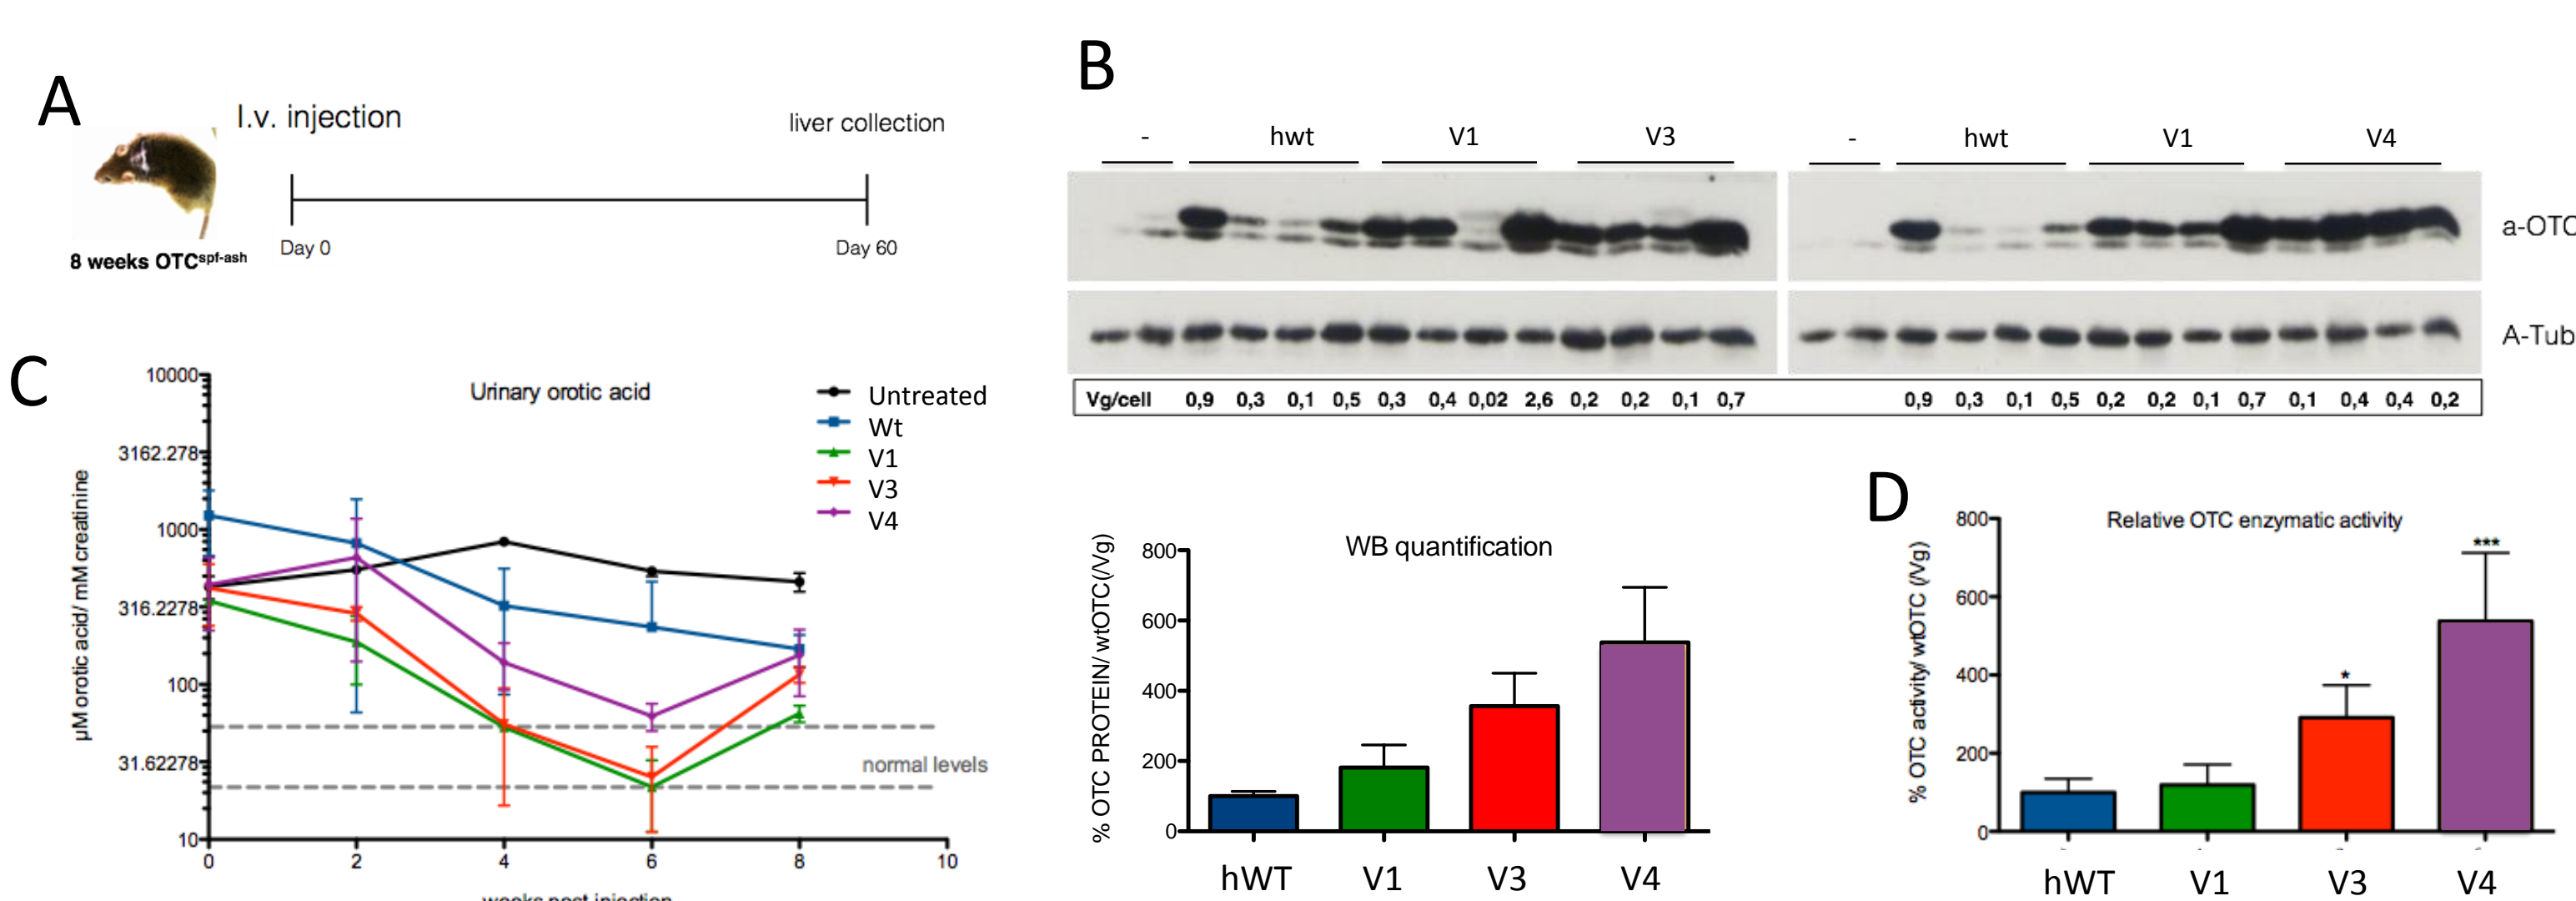 A
I.v. injection
liver collection
Day 0
Day 60
8 weeks OTCspf-ash
B
- hwt V1 V3
- hwt V1 V4
a-OTC
A-Tub
Vg/cell 0,9 0,3 0,1 0,5 0,3 0,4 0,02 2,6 0,2 0,2 0,1 0,7 0,9 0,3 0,1 0,5 0,2 0,2 0,1 0,7 0,1 0,4 0,4 0,2
WB quantification
% OTC PROTEIN/ wtOTC(/Vg)
800
600
400
200
0
hWT V1 V3 V4
C
Urinary orotic acid
Untreated
Wt
V1
V3
V4
µM orotic acid/ mM creatinine
10000
3162.278
1000
316.2278
100
31.62278
10
normal levels
0 2 4 6 8 10
weeks post injection
D
Relative OTC enzymatic activity
% OTC activity/ wtOTC (/Vg)
800
600
400
200
0
*
***
hWT V1 V3 V4